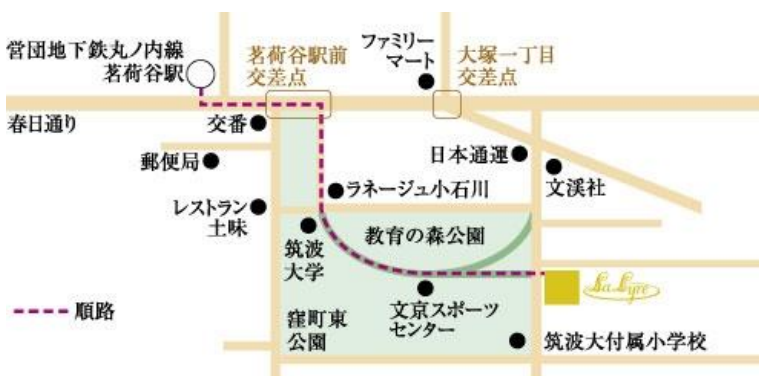 営団地下鉄丸ノ内線
茗荷谷駅
茗荷谷駅前
交差点
ファミリー
マート
大塚一丁目
交差点
春日通り
交番
郵便局
日本通運
文渓社
ラネージュ小石川
レストラン
土味
筑波
大学
教育の森公園
La Lyre
文京スポーツ
センター
順路
窪町東
公園
筑波大付属小学校